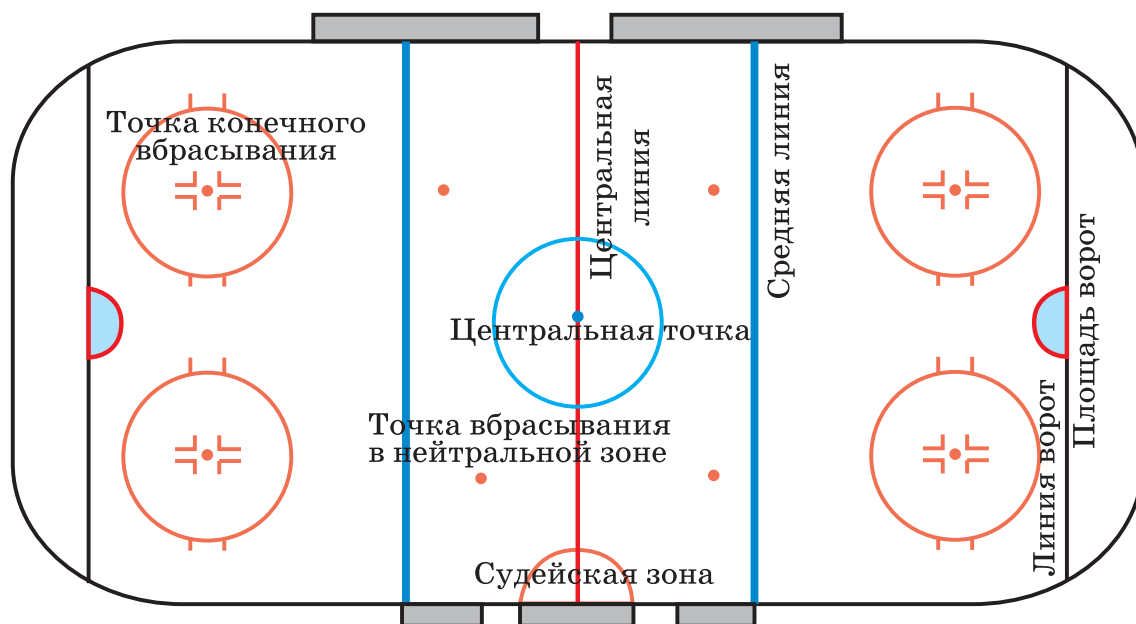 Точка конечного
вбрасывания
Центральная
линия
Средняя линия
Центральная точка
Точка вбрасывания
в нейтральной зоне
Площадь ворот
Линия ворот
Судейская зона